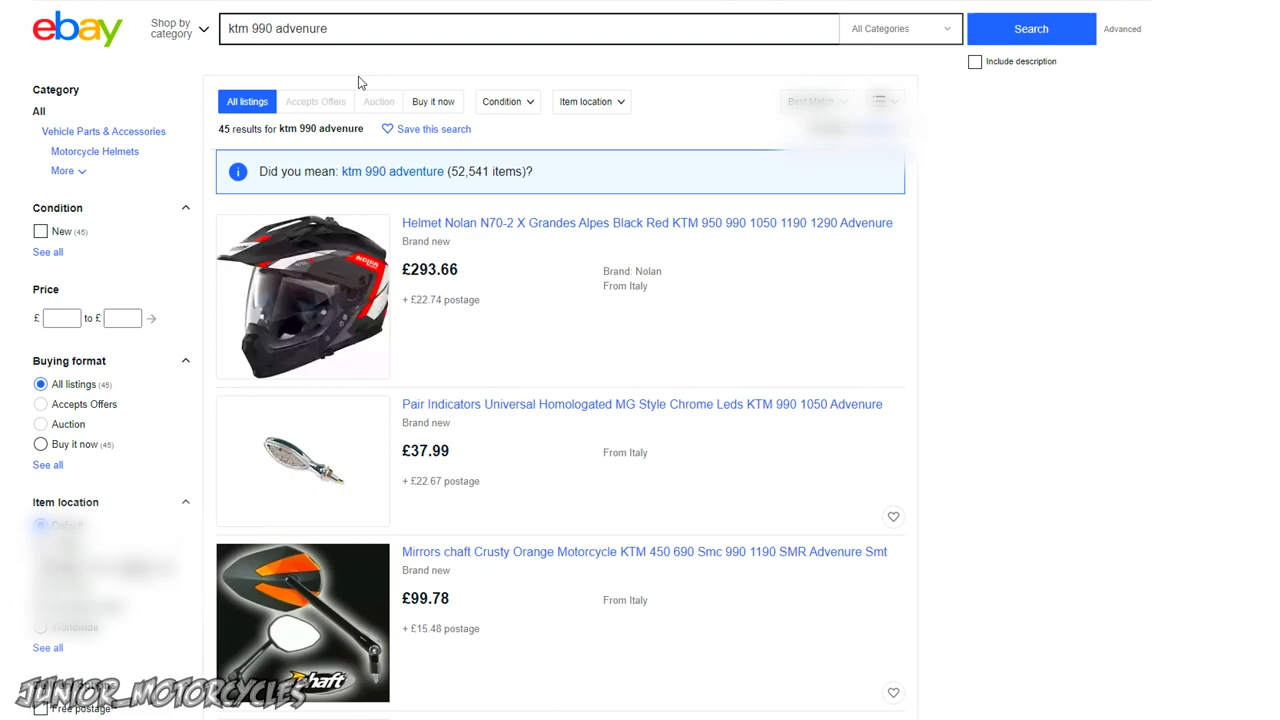 ebay
Shop by
category
ktm 990 advenure
All Categories
Search
Advanced
Include description
Category
All
Vehicle Parts & Accessories
Motorcycle Helmets
More
Condition
New (45)
See all
Price
£ to £
Buying format
All listings (45)
Accepts Offers
Auction
Buy it now (45)
See all
Item location
Default
Worldwide
See all
Free postage
All listings
Accepts Offers
Auction
Buy it now
Condition
Item location
Best Match
45 results for ktm 990 advenure
Save this search
Did you mean: ktm 990 adventure (52,541 items)?
Helmet Nolan N70-2 X Grandes Alpes Black Red KTM 950 990 1050 1190 1290 Advenure
Brand new
£293.66
Brand: Nolan
From Italy
+ £22.74 postage
NOLAN
Pair Indicators Universal Homologated MG Style Chrome Leds KTM 990 1050 Advenure
Brand new
£37.99
From Italy
+ £22.67 postage
Mirrors chaft Crusty Orange Motorcycle KTM 450 690 Smc 990 1190 SMR Advenure Smt
Brand new
£99.78
From Italy
+ £15.48 postage
chaft
JUNIOR_MOTORCYCLES